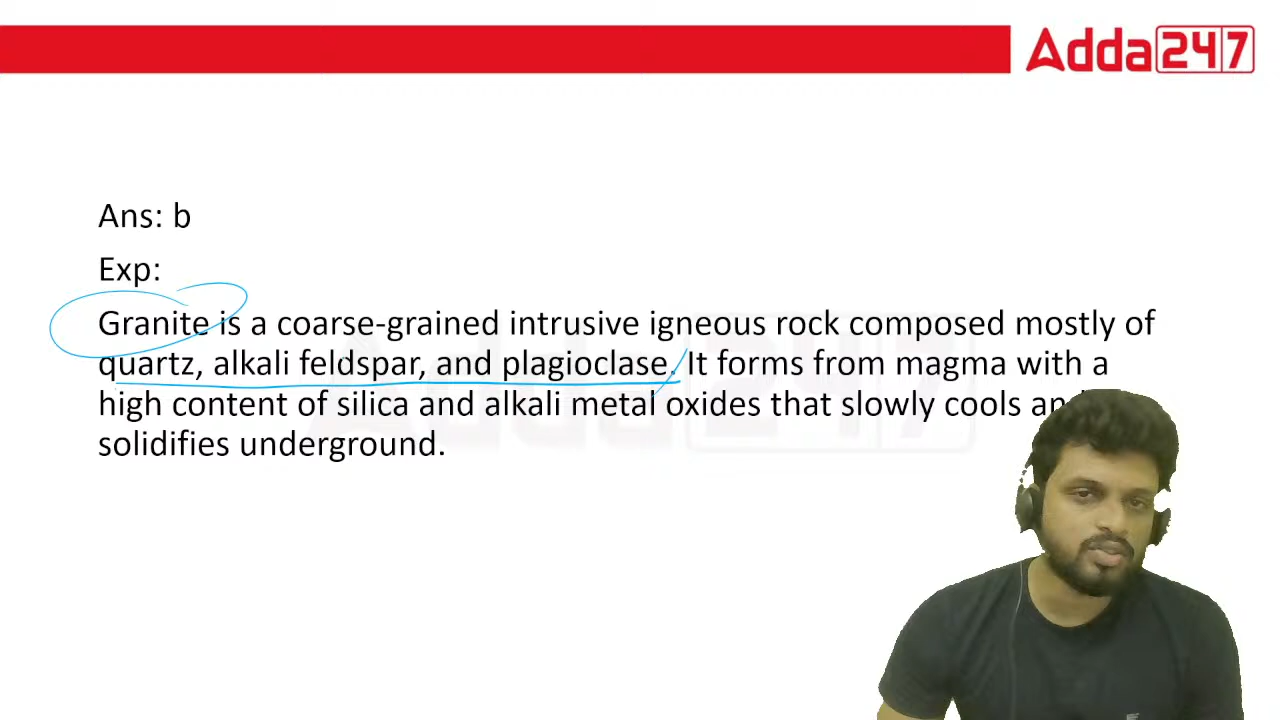 Adda247
Ans: b
Exp:
Granite is a coarse-grained intrusive igneous rock composed mostly of
quartz, alkali feldspar, and plagioclase. It forms from magma with a
high content of silica and alkali metal oxides that slowly cools and
solidifies underground.